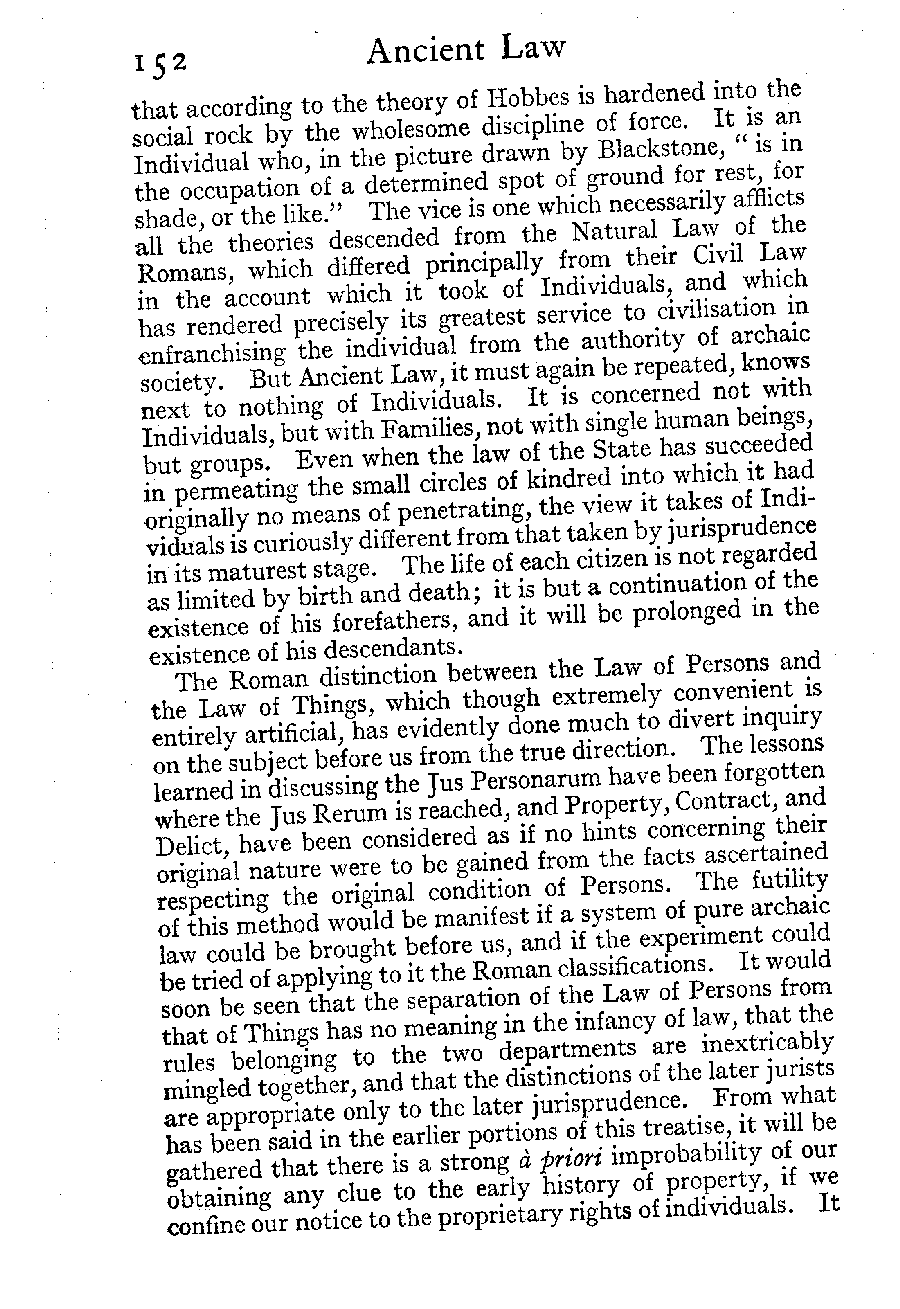 152 Ancient Law
that according to the theory of Hobbes is hardened into the
social rock by the wholesome discipline of force. It is an
Individual who, in the picture drawn by Blackstone, “ is in
the occupation of a determined spot of ground for rest, for
shade, or the like.” The vice is one which necessarily afflicts
all the theories descended from the Natural Law of the
Romans, which differed principally from their Civil Law
in the account which it took of Individuals, and which
has rendered precisely its greatest service to civilisation in
enfranchising the individual from the authority of archaic
society. But Ancient Law, it must again be repeated, knows
next to nothing of Individuals. It is concerned not with
Individuals, but with Families, not with single human beings,
but groups. Even when the law of the State has succeeded
in permeating the small circles of kindred into which it had
originally no means of penetrating, the view it takes of Indi-
viduals is curiously different from that taken by jurisprudence
in its maturest stage. The life of each citizen is not regarded
as limited by birth and death; it is but a continuation of the
existence of his forefathers, and it will be prolonged in the
existence of his descendants.
The Roman distinction between the Law of Persons and
the Law of Things, which though extremely convenient is
entirely artificial, has evidently done much to divert inquiry
on the subject before us from the true direction. The lessons
learned in discussing the Jus Personarum have been forgotten
where the Jus Rerum is reached, and Property, Contract, and
Delict, have been considered as if no hints concerning their
original nature were to be gained from the facts ascertained
respecting the original condition of Persons. The futility
of this method would be manifest if a system of pure archaic
law could be brought before us, and if the experiment could
be tried of applying to it the Roman classifications. It would
soon be seen that the separation of the Law of Persons from
that of Things has no meaning in the infancy of law, that the
rules belonging to the two departments are inextricably
mingled together, and that the distinctions of the later jurists
are appropriate only to the later jurisprudence. From what
has been said in the earlier portions of this treatise, it will be
gathered that there is a strong à priori improbability of our
obtaining any clue to the early history of property, if we
confine our notice to the proprietary rights of individuals. It